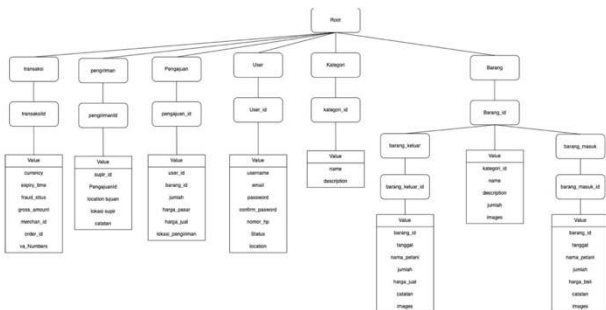 Root
transaksi
pengiriman
Pengajuan
User
Kategori
Barang
transaksiId
pengirimanId
pengajuan_id
User_id
kategori_id
Barang_id
barang_keluar
barang_masuk
barang_keluar_id
barang_masuk_id
Value
currency
expiry_time
fraud_sttus
gross_amount
merchan_id
order_id
va_Numbers
Value
supir_id
PengajuanId
location tujuan
lokasi supir
catatan
Value
user_id
barang_id
jumlah
harga_pasar
harga_jual
lokasi_pengiriman
Value
username
email
password
confirm_password
nomor_hp
Status
location
Value
name
description
Value
barang_id
tanggal
nama_petani
jumlah
harga_jual
catatan
images
Value
kategori_id
name
description
jumlah
images
Value
barang_id
tanggal
nama_petani
jumlah
harga_beli
catatan
images